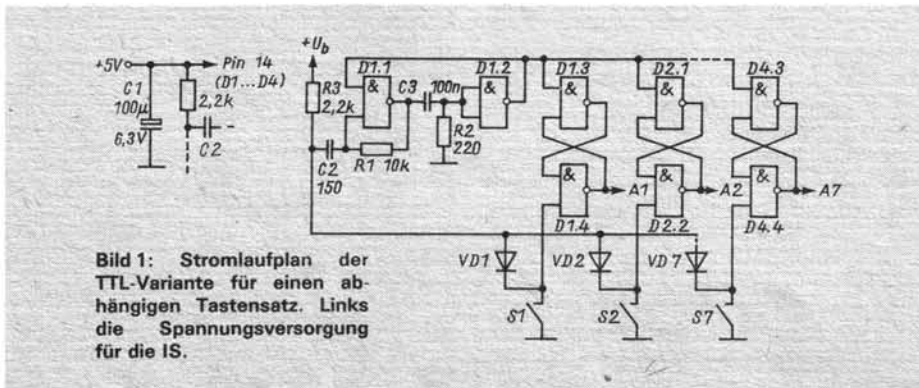 +5V
Pin 14
(D1...D4)
C1
100µ
6,3V
2,2k
C2
+Ub
R3
2,2k
C2
150
R1 10k
D1.1
&
C3
100n
R2
220
D1.2
&
D1.3
&
D2.1
&
D4.3
&
&
A1
D1.4
&
A2
D2.2
&
A7
D4.4
VD1
VD2
VD7
S1
S2
S7
Bild 1: Stromlaufplan der
TTL-Variante für einen ab-
hängigen Tastensatz. Links
die Spannungsversorgung
für die IS.